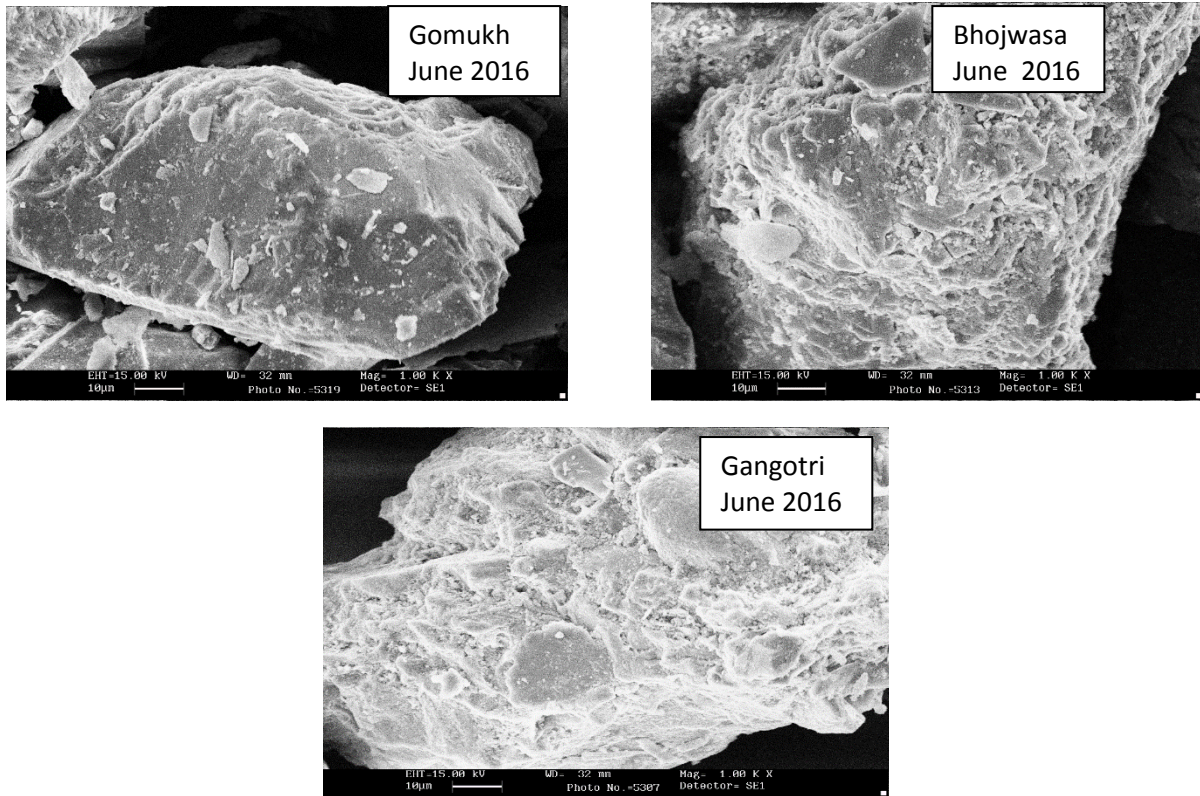 Gomukh
June 2016
EHT=15.00 kV WD= 32 mm Mag= 1.00 K X
10µm Photo No.=5319 Detector= SE1
Bhojwasa
June 2016
EHT=15.00 kV WD= 32 mm Mag= 1.00 K X
10µm Photo No.=5313 Detector= SE1
Gangotri
June 2016
EHT=15.00 kV WD= 32 mm Mag= 1.00 K X
10µm Photo No.=5307 Detector= SE1